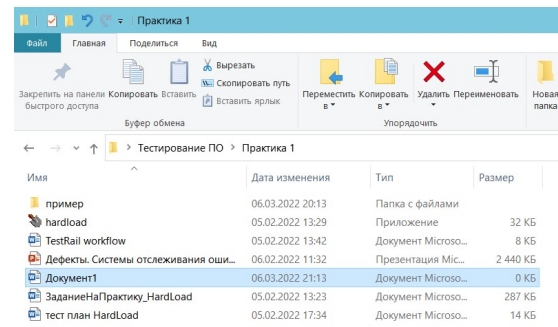 Практика 1
Файл Главная Поделиться Вид
Закрепить на панели быстрого доступа
Копировать
Вставить
Вырезать
Скопировать путь
Вставить ярлык
Переместить в
Копировать в
Удалить
Переименовать
Новая папка
Буфер обмена
Упорядочить
Тестирование ПО > Практика 1
Имя Дата изменения Тип Размер
пример 06.03.2022 20:13 Папка с файлами
hardload 05.02.2022 13:29 Приложение 32 КБ
TestRail workflow 05.02.2022 13:42 Документ Microso... 8 КБ
Дефекты. Системы отслеживания оши... 06.02.2022 11:32 Презентация Mic... 2 440 КБ
Документ1 06.03.2022 21:13 Документ Microso... 0 КБ
ЗаданиеНаПрактику_HardLoad 05.02.2022 13:23 Документ Microso... 287 КБ
тест план HardLoad 05.02.2022 17:34 Документ Microso... 14 КБ